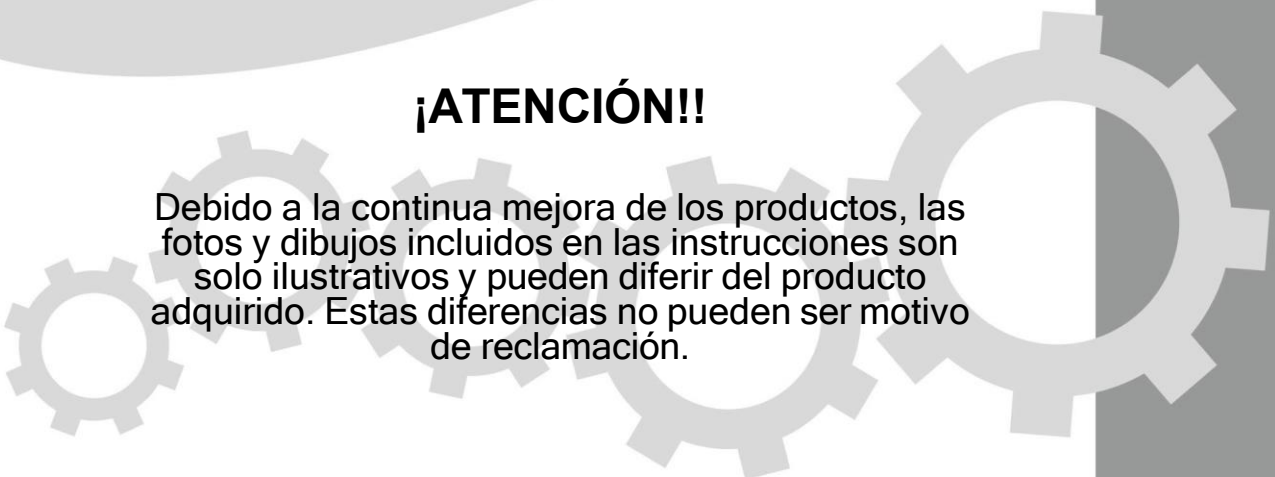 ¡ATENCIÓN!!
Debido a la continua mejora de los productos, las
fotos y dibujos incluidos en las instrucciones son
solo ilustrativos y pueden diferir del producto
adquirido. Estas diferencias no pueden ser motivo
de reclamación.